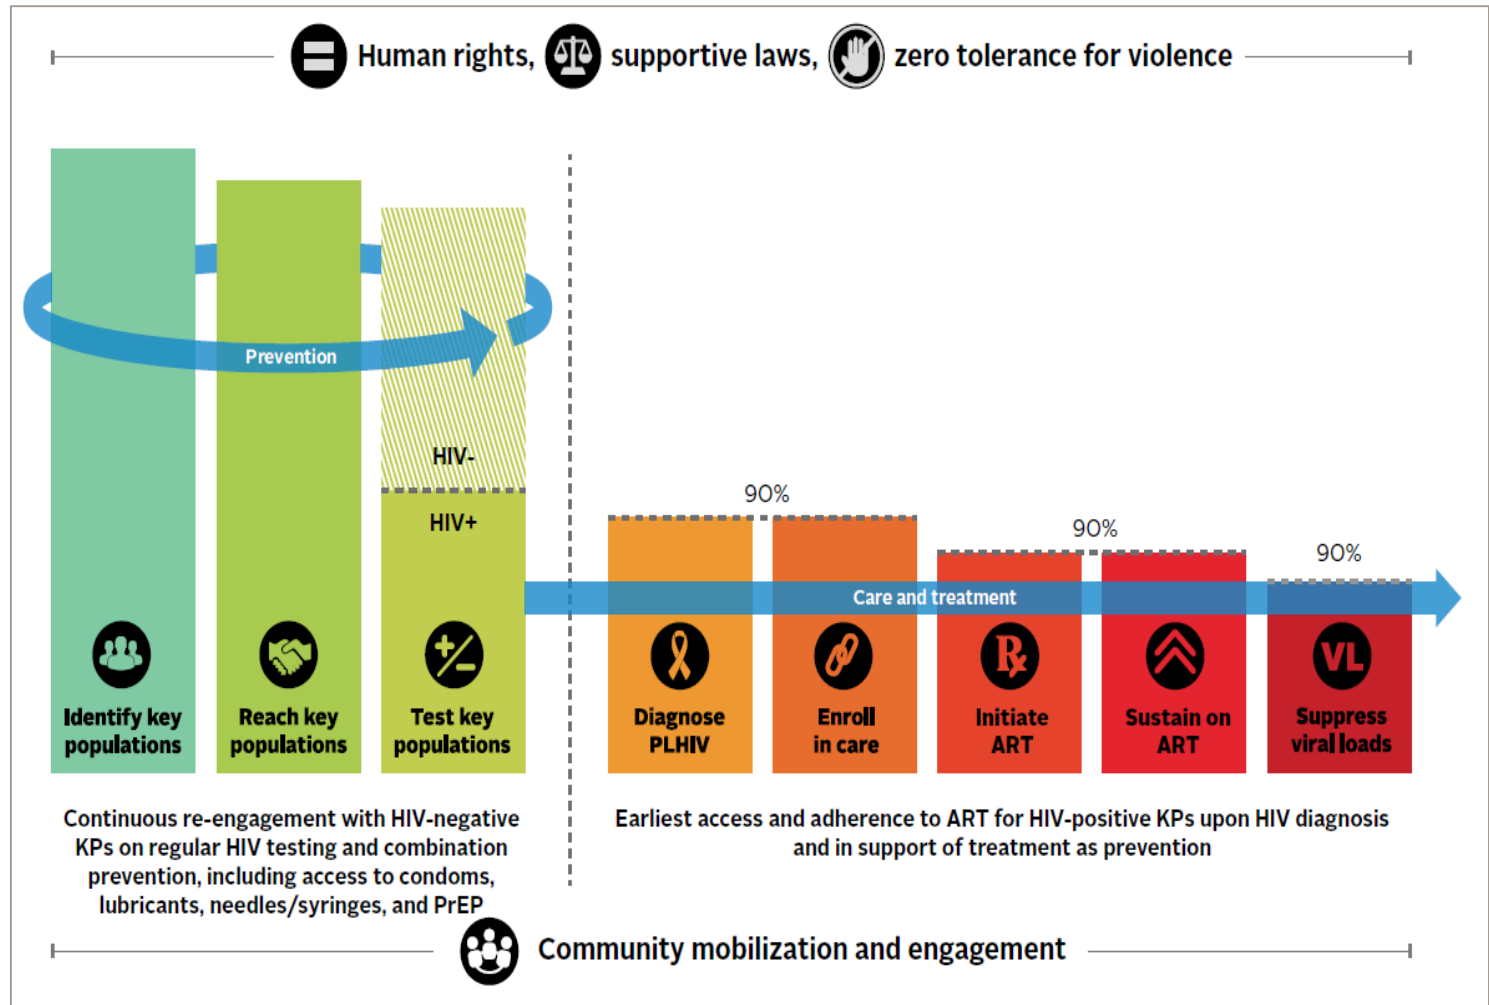 Human rights, supportive laws, zero tolerance for violence
Prevention
HIV-
HIV+
90%
90%
90%
Care and treatment
Identify key
populations
Reach key
populations
Test key
populations
Diagnose
PLHIV
Enroll
in care
Rx
Initiate
ART
Sustain on
ART
VL
Suppress
viral loads
Continuous re-engagement with HIV-negative
KPs on regular HIV testing and combination
prevention, including access to condoms,
lubricants, needles/syringes, and PrEP
Earliest access and adherence to ART for HIV-positive KPs upon HIV diagnosis
and in support of treatment as prevention
Community mobilization and engagement